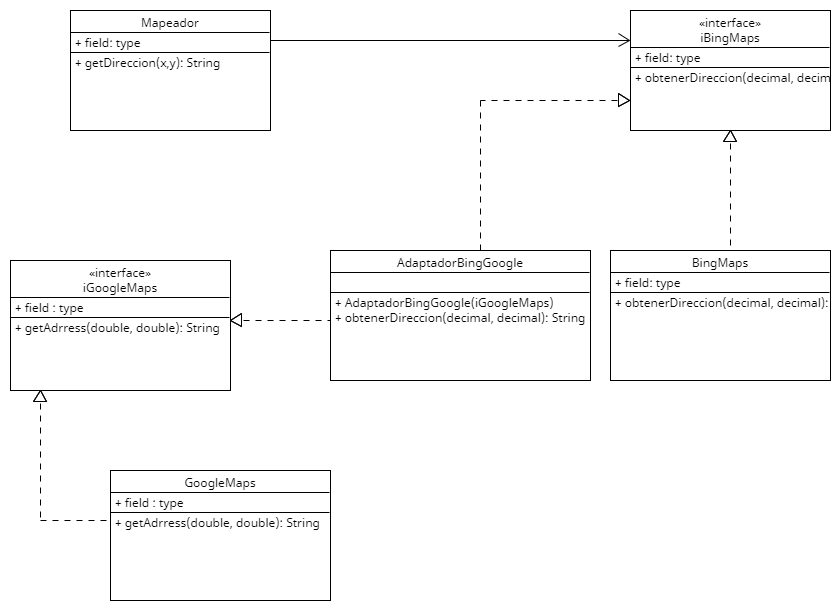 Mapeador
+ field: type
+ getDireccion(x,y): String
«interface»
iBingMaps
+ field: type
+ obtenerDireccion(decimal, decim
«interface»
iGoogleMaps
+ field : type
+ getAdrress(double, double): String
AdaptadorBingGoogle
+ AdaptadorBingGoogle(iGoogleMaps)
+ obtenerDireccion(decimal, decimal): String
BingMaps
+ field: type
+ obtenerDireccion(decimal, decimal):
GoogleMaps
+ field : type
+ getAdrress(double, double): String